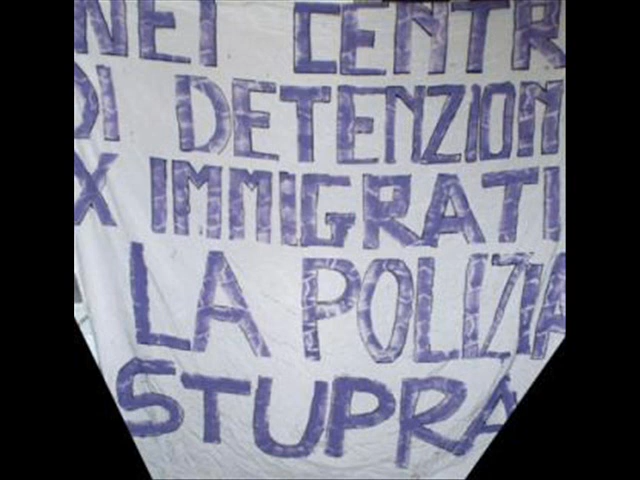 NEI CENTR
DI DETENZION
X IMMIGRATI
LA POLIZIA
STUPRA